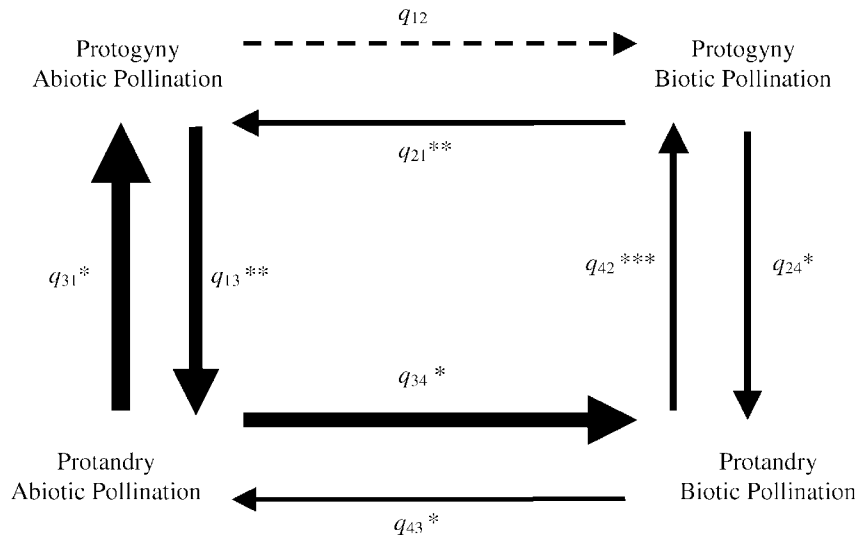 q12
Protogyny
Abiotic Pollination
Protogyny
Biotic Pollination
q21**
q31*
q13**
q42***
q24*
q34*
Protandry
Abiotic Pollination
Protandry
Biotic Pollination
q43*